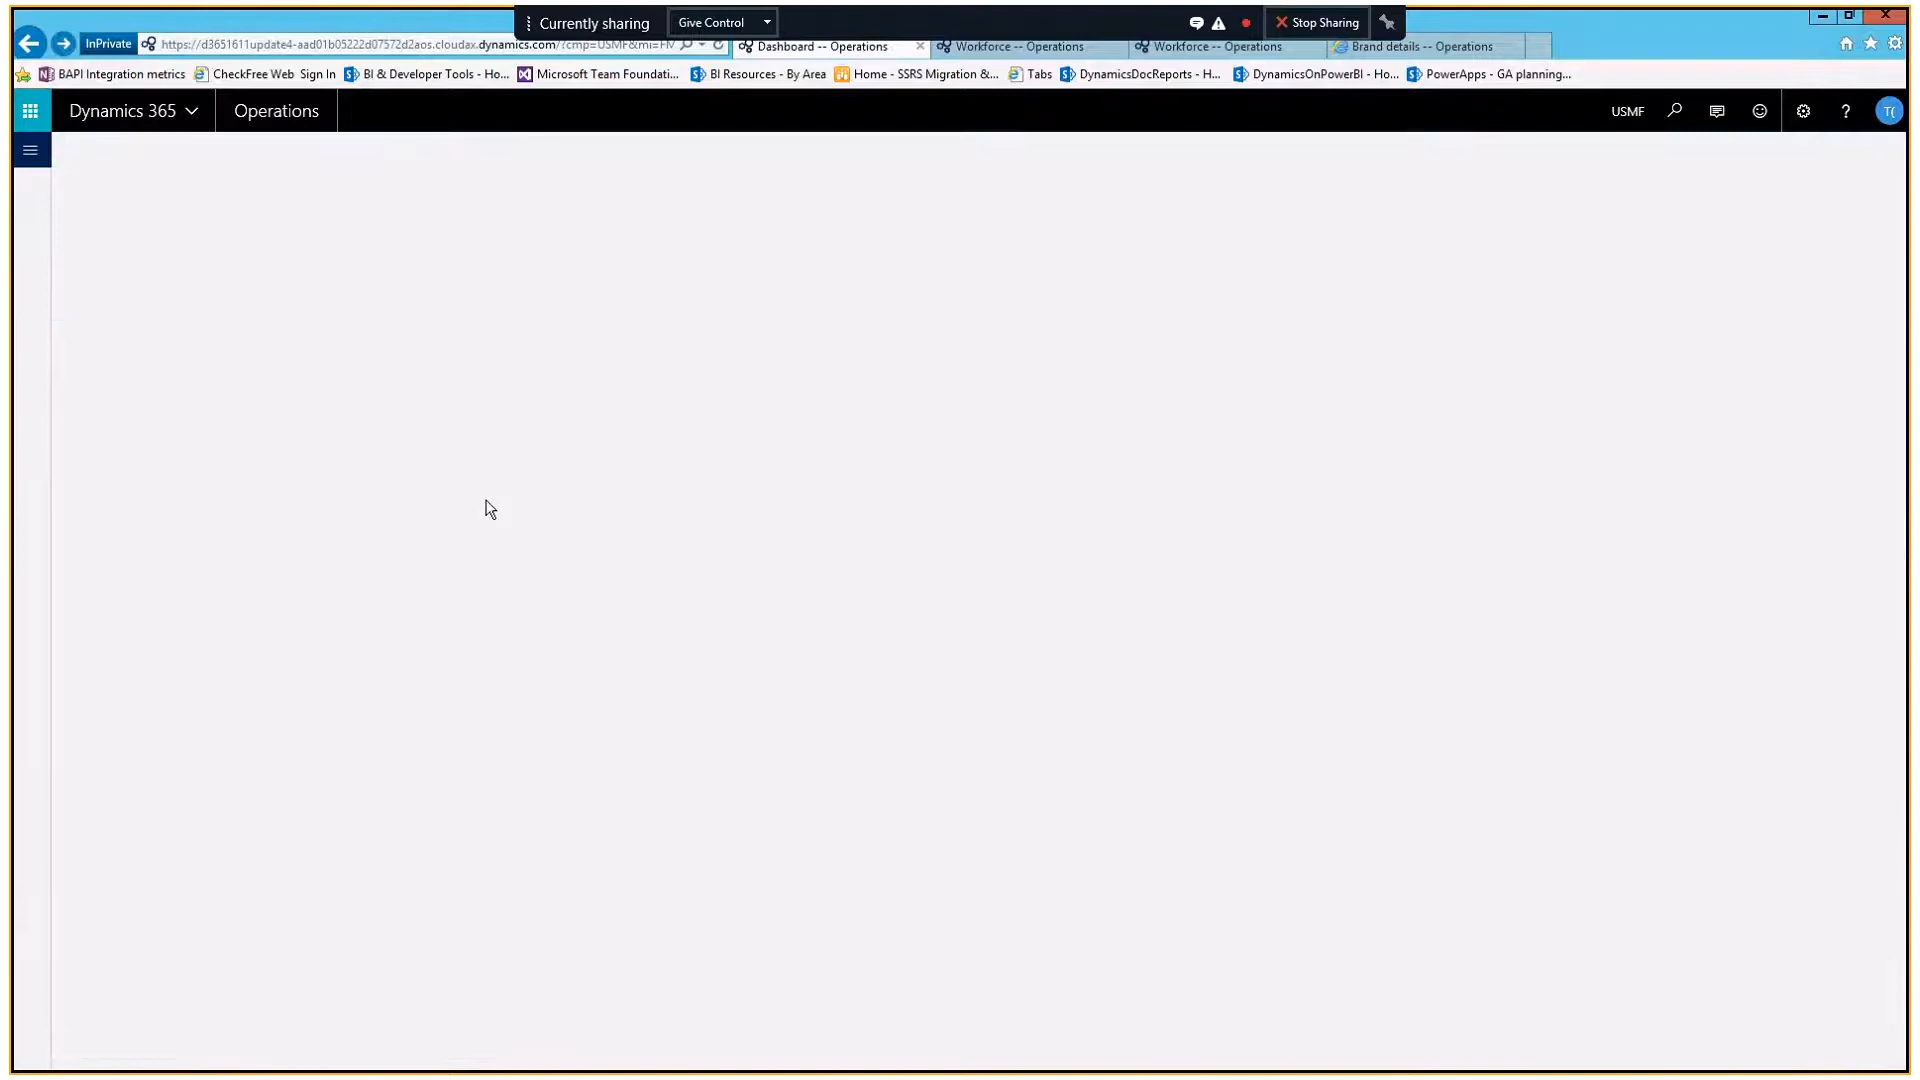 Currently sharing Give Control Stop Sharing
InPrivate https://d3651611update4-aad01b05222d07572d2aos.cloudax.dynamics.com/?cmp=USMF&mi=FM Dashboard -- Operations Workforce -- Operations Workforce -- Operations Brand details -- Operations
BAPI Integration metrics CheckFree Web Sign In BI & Developer Tools - Ho... Microsoft Team Foundati... BI Resources - By Area Home - SSRS Migration &... Tabs DynamicsDocReports - H... DynamicsOnPowerBI - Ho... PowerApps - GA planning...
Dynamics 365 Operations USMF ? T(